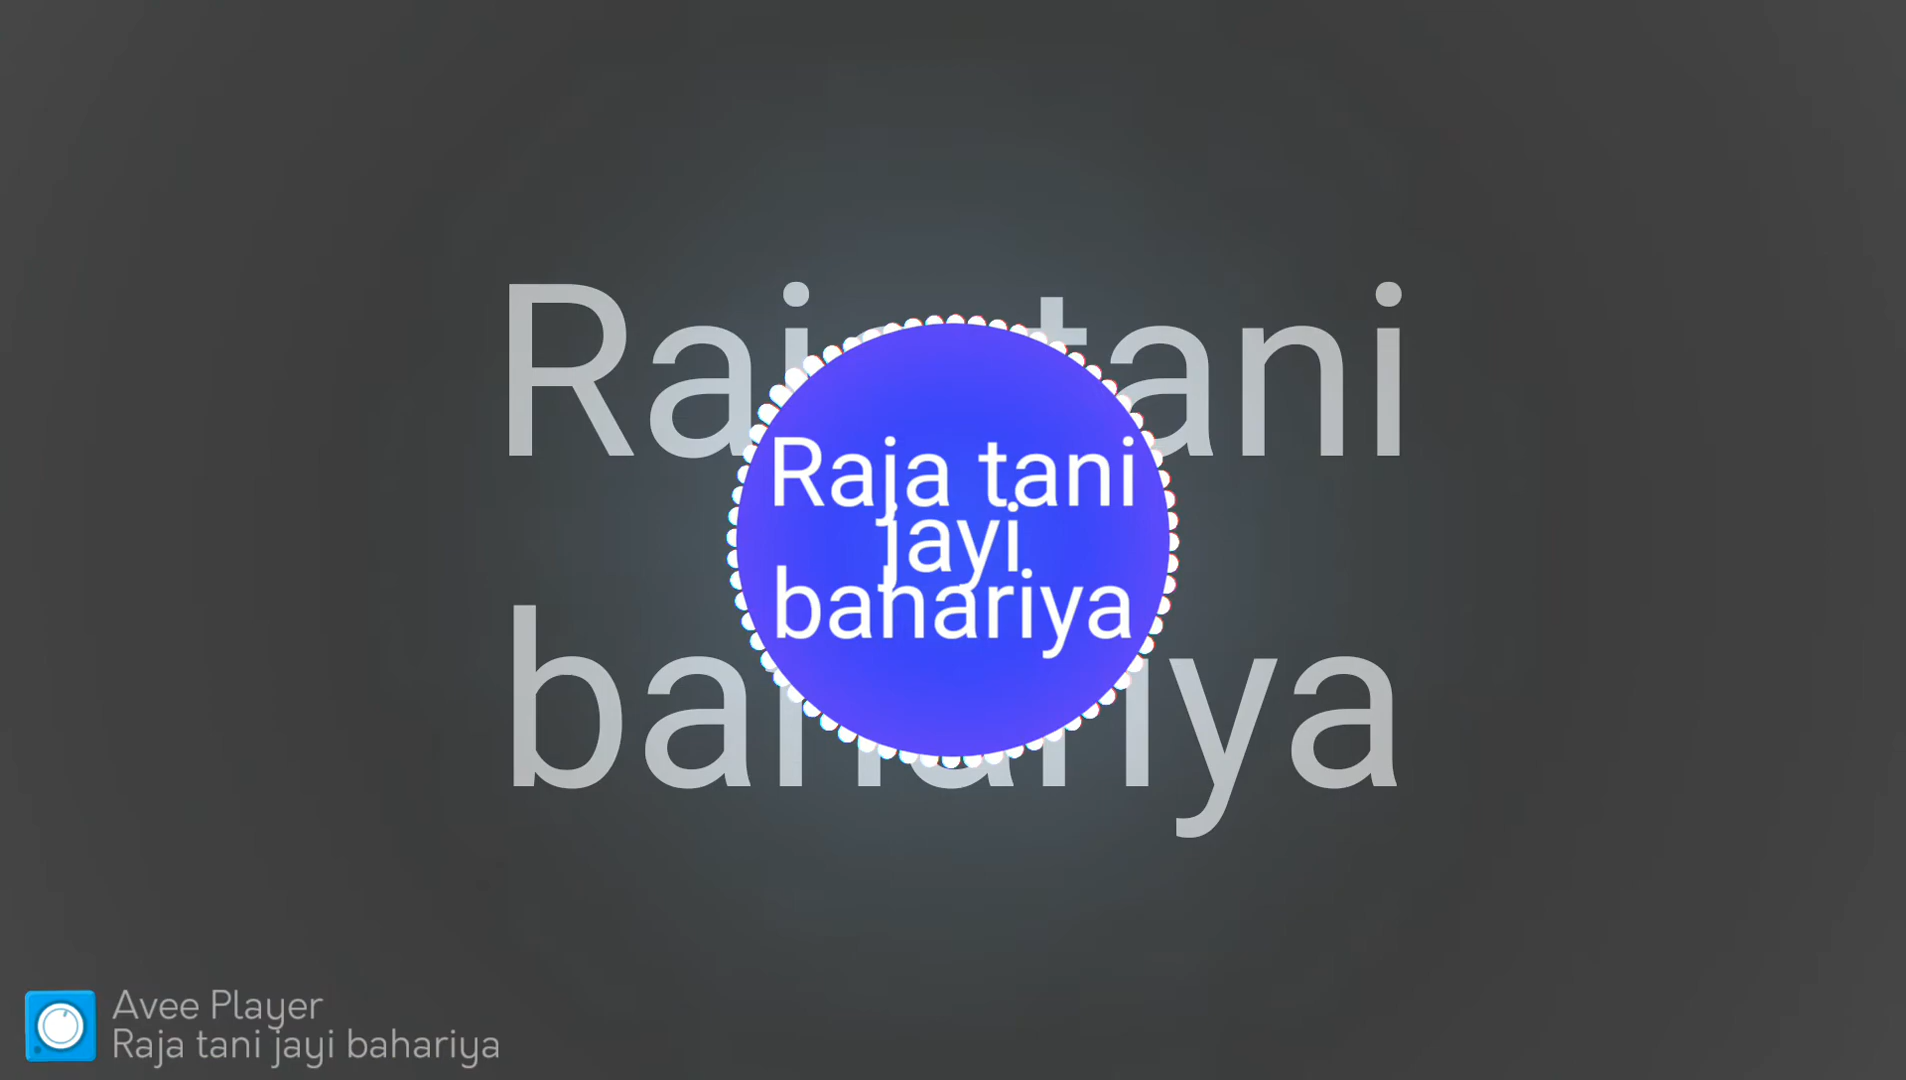 Raja tani
bahariya
Raja tani
jayi
bahariya
Avee Player
Raja tani jayi bahariya